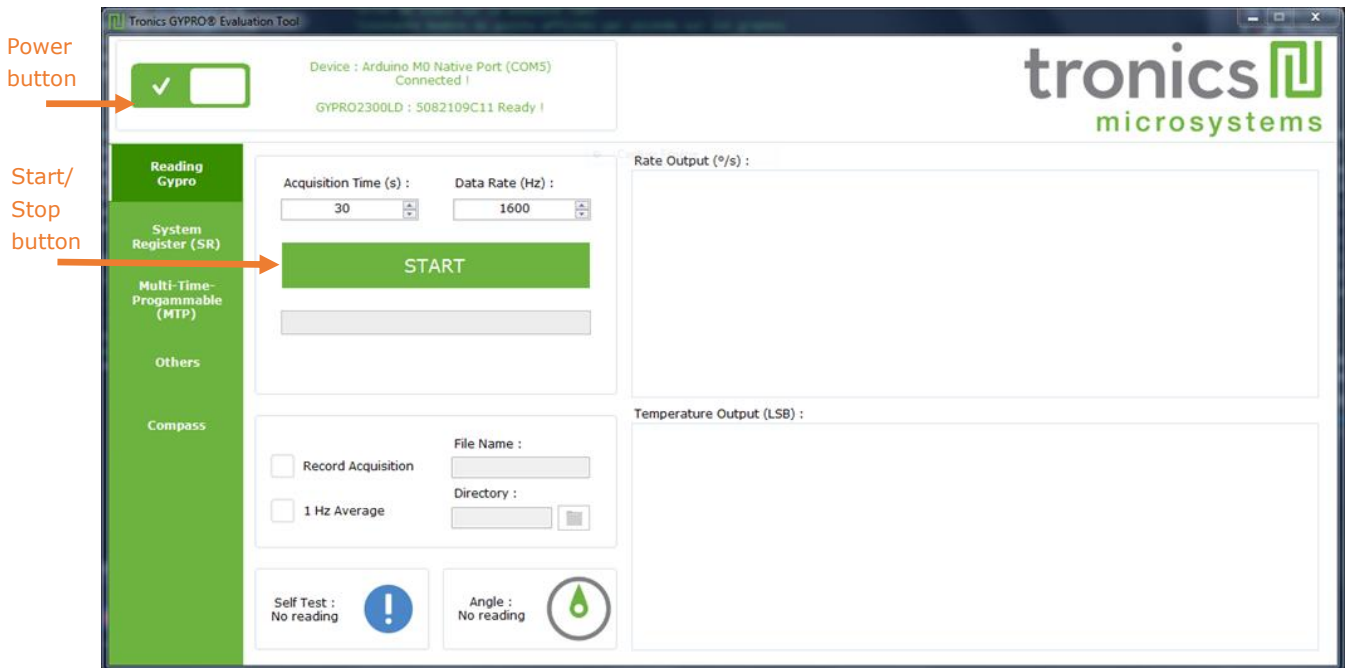 Tronics GYPRO® Evaluation Tool
Power
button
Device : Arduino M0 Native Port (COM5)
Connected !
GYPRO2300LD : 5082109C11 Ready !
tronics
microsystems
Start/
Stop
button
Reading
Gypro
System
Register (SR)
Multi-Time-
Progammable
(MTP)
Others
Compass
Acquisition Time (s) :
Data Rate (Hz) :
30
1600
START
Record Acquisition
1 Hz Average
File Name :
Directory :
Self Test :
No reading
Angle :
No reading
Rate Output (º/s) :
Temperature Output (LSB) :